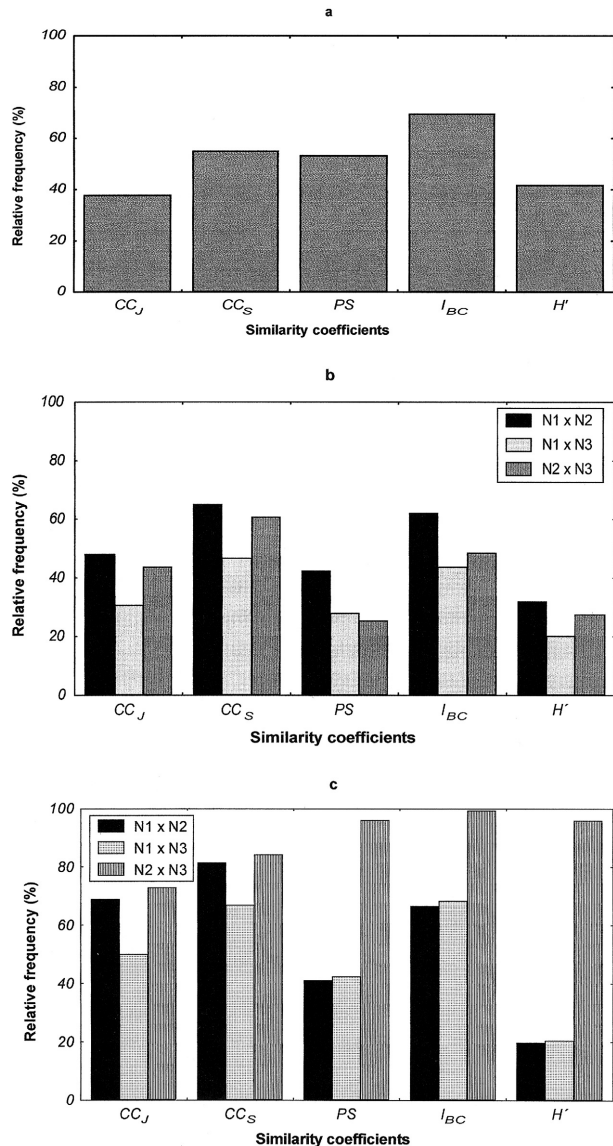 a
Relative frequency (%)
100
80
60
40
20
0
CC_J CC_S PS I_BC H'
Similarity coefficients
b
Relative frequency (%)
100
80
60
40
20
0
N1 x N2
N1 x N3
N2 x N3
CC_J CC_S PS I_BC H´
Similarity coefficients
c
Relative frequency (%)
100
80
60
40
20
0
N1 x N2
N1 x N3
N2 x N3
CC_J CC_S PS I_BC H´
Similarity coefficients